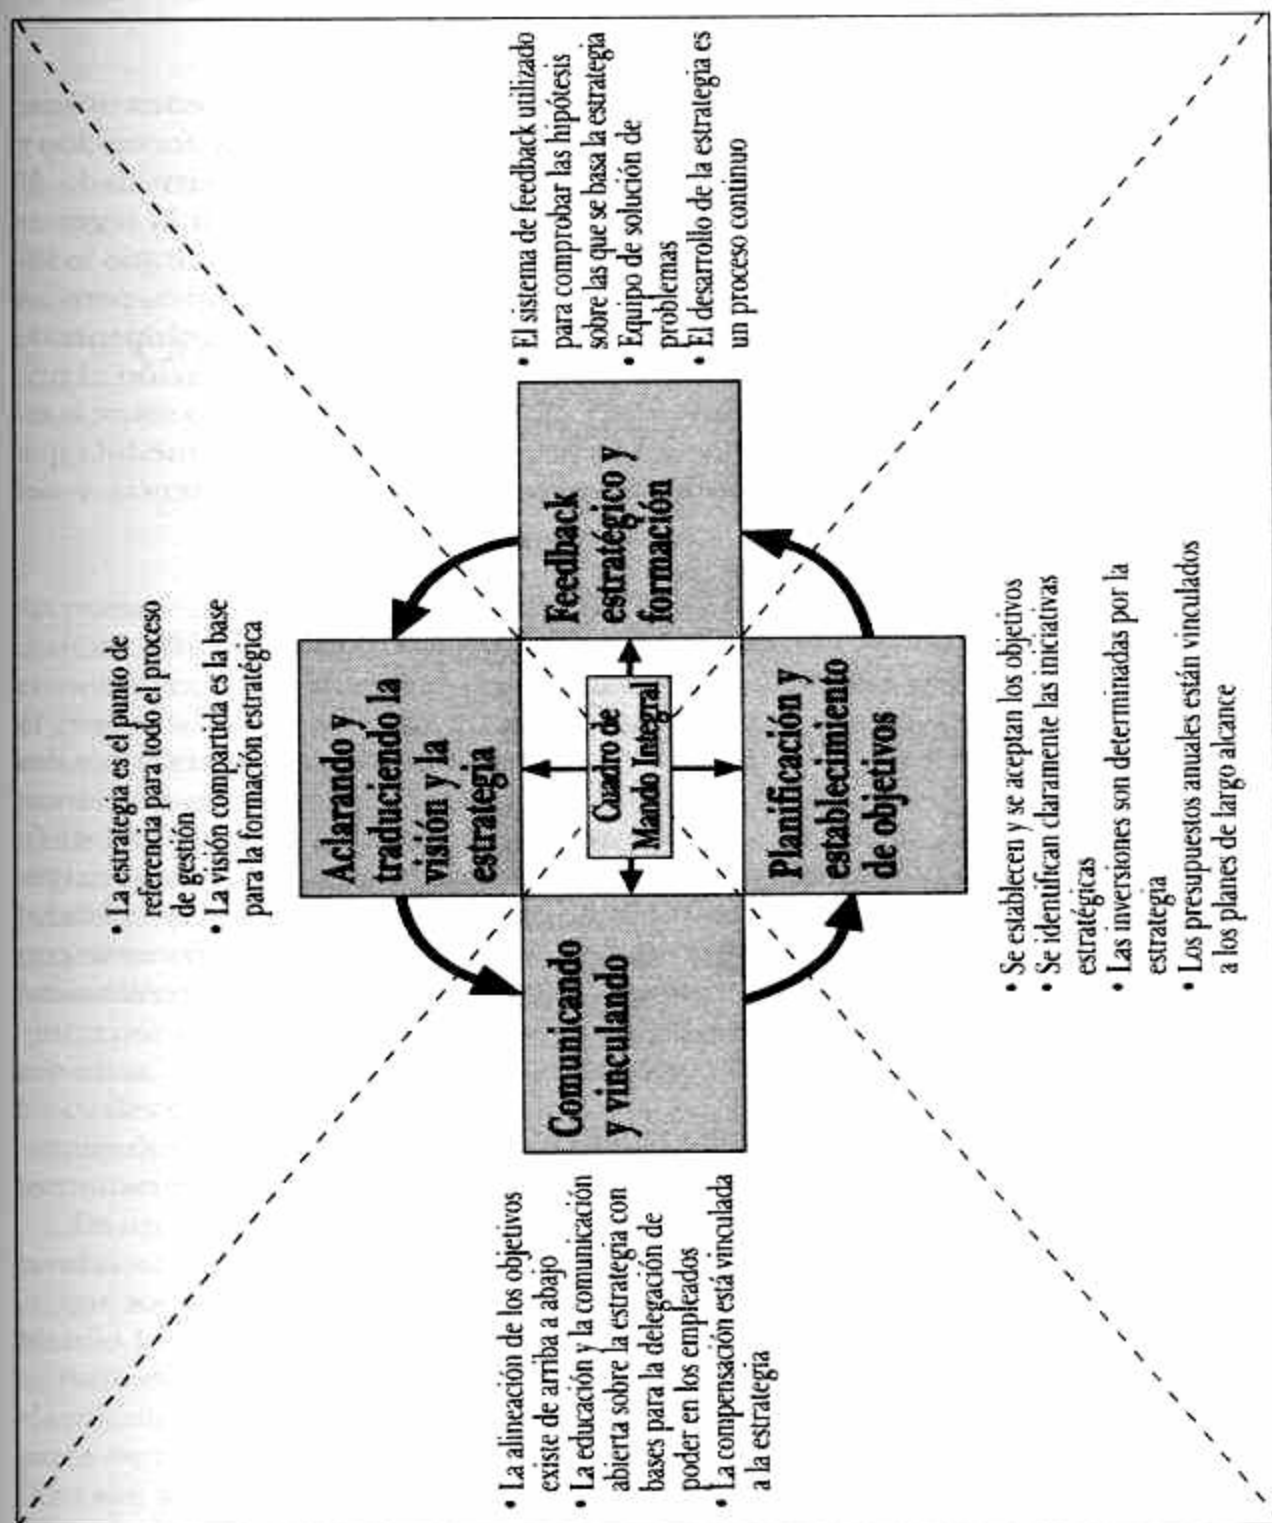 • La estrategia es el punto de
referencia para todo el proceso
de gestión
• La visión compartida es la base
para la formación estratégica
Aclarando y
traduciendo la
visión y la
estrategia
• La alineación de los objetivos
existe de arriba a abajo
• La educación y la comunicación
abierta sobre la estrategia con
bases para la delegación de
poder en los empleados
• La compensación está vinculada
a la estrategia
Comunicando
y vinculando
Cuadro de
Mando Integral
Feedback
estratégico y
formación
• El sistema de feedback utilizado
para comprobar las hipótesis
sobre las que se basa la estrategia
• Equipo de solución de
problemas
• El desarrollo de la estrategia es
un proceso continuo
Planificación y
establecimiento
de objetivos
• Se establecen y se aceptan los objetivos
• Se identifican claramente las iniciativas
estratégicas
• Las inversiones son determinadas por la
estrategia
• Los presupuestos anuales están vinculados
a los planes de largo alcance